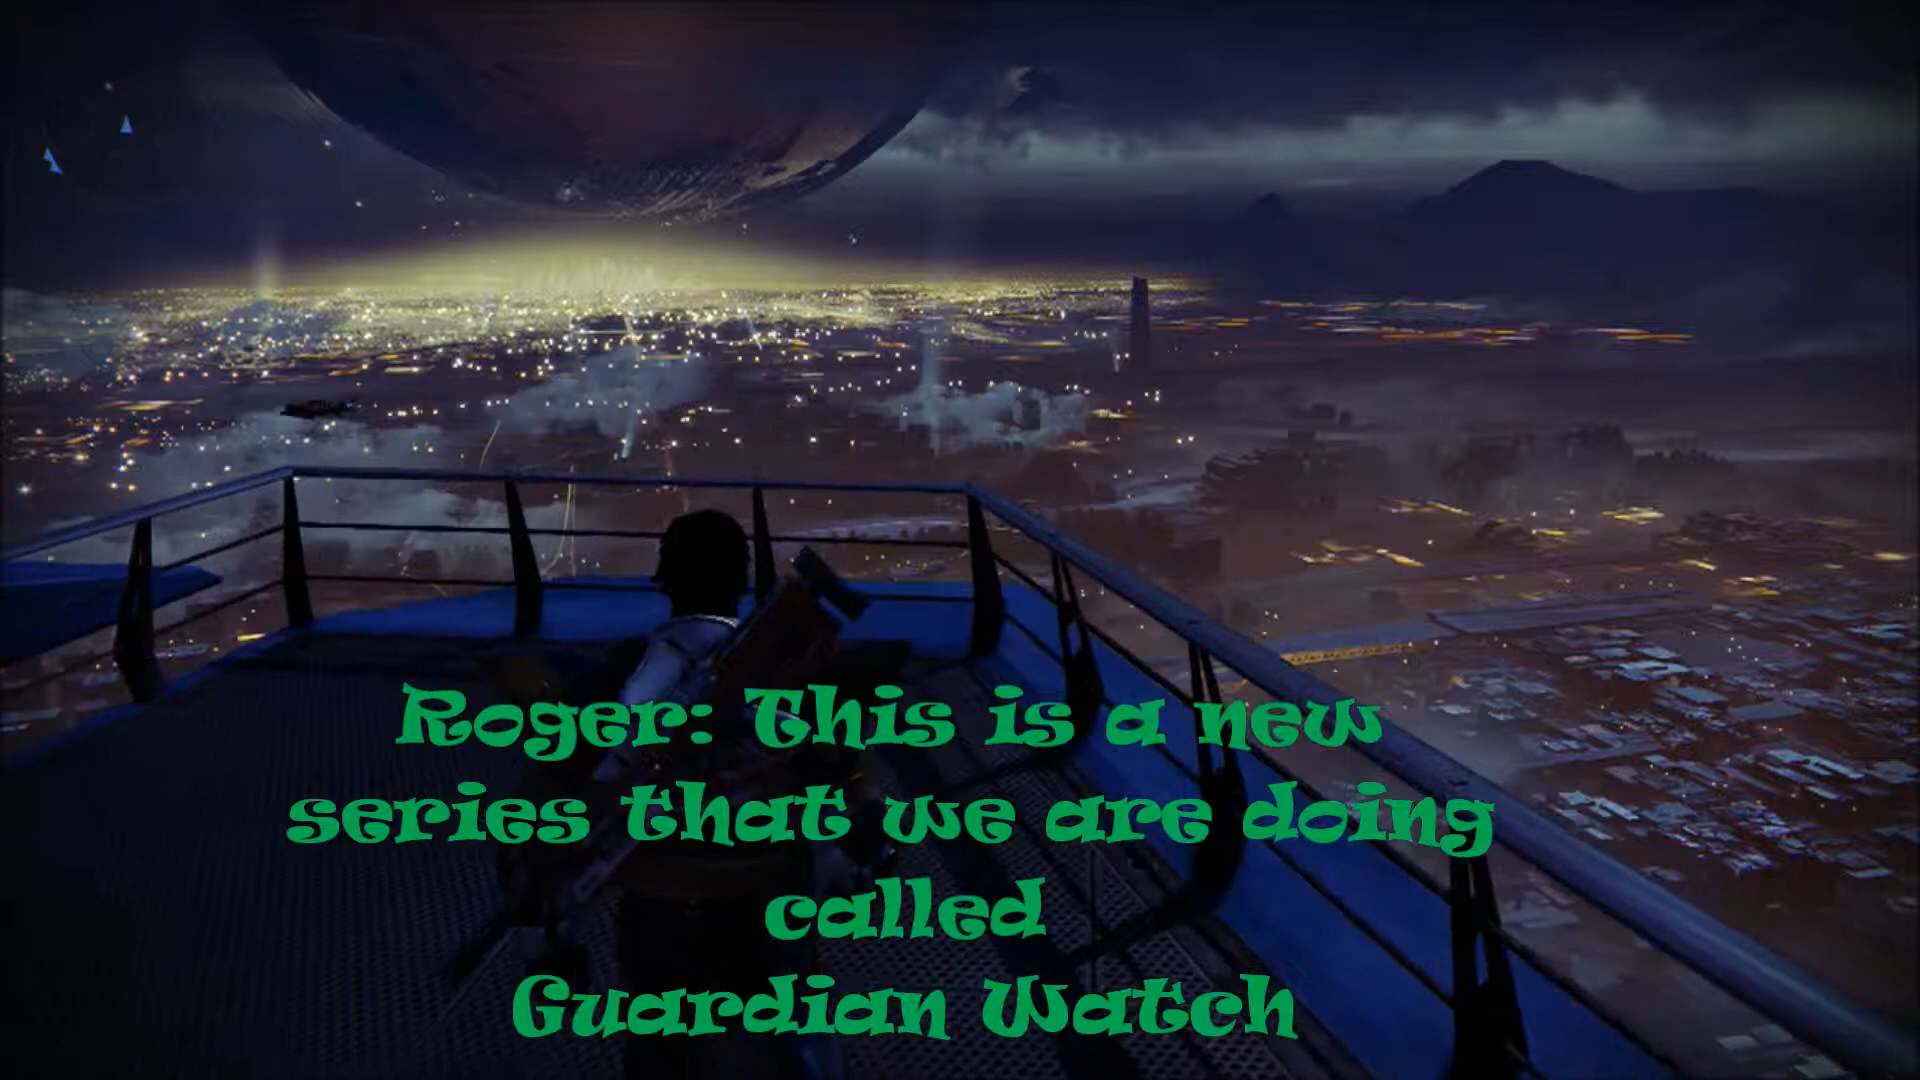 Roger: This is a new
series that we are doing
called
Guardian Watch